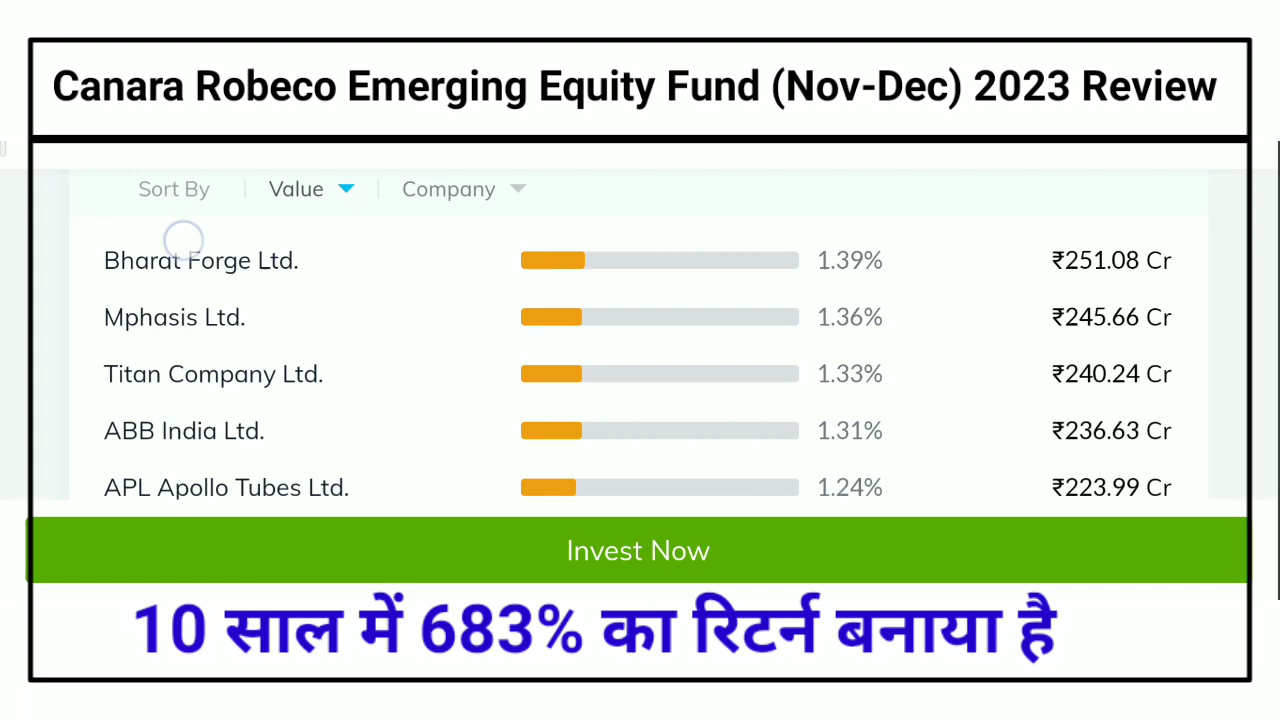 Canara Robeco Emerging Equity Fund (Nov-Dec) 2023 Review
Sort By Value Company
Bharat Forge Ltd. 1.39% ₹251.08 Cr
Mphasis Ltd. 1.36% ₹245.66 Cr
Titan Company Ltd. 1.33% ₹240.24 Cr
ABB India Ltd. 1.31% ₹236.63 Cr
APL Apollo Tubes Ltd. 1.24% ₹223.99 Cr
Invest Now
10 साल में 683% का रिटर्न बनाया है